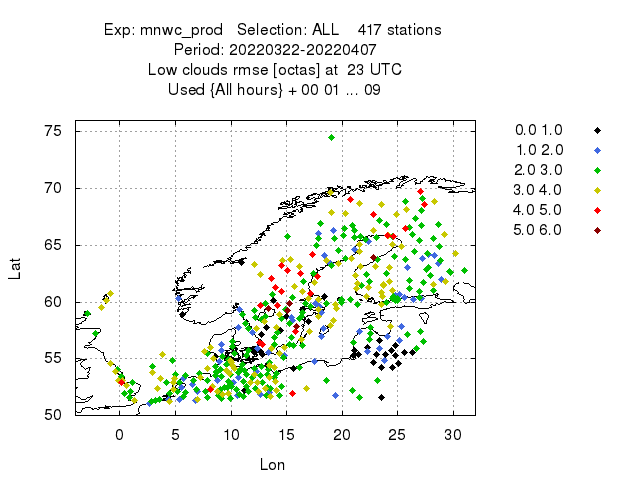 Exp: mnwc_prod Selection: ALL 417 stations
Period: 20220322-20220407
Low clouds rmse [octas] at 23 UTC
Used {All hours} + 00 01 ... 09
0.0 1.0
1.0 2.0
2.0 3.0
3.0 4.0
4.0 5.0
5.0 6.0
75
70
65
60
55
50
Lat
0 5 10 15 20 25 30
Lon